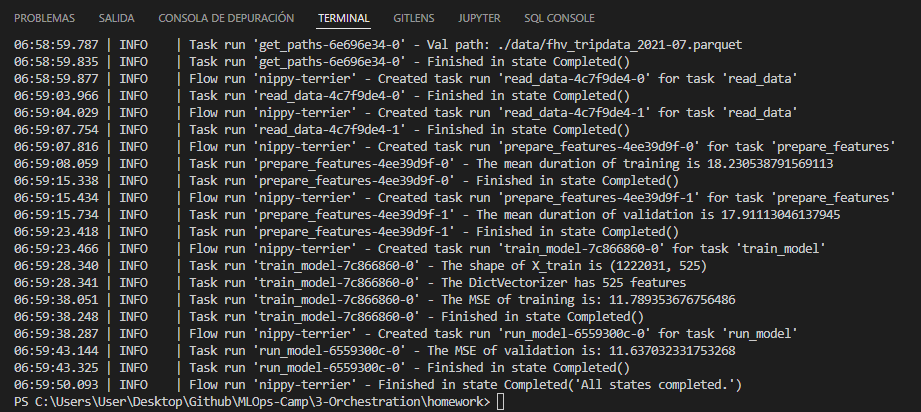 PROBLEMAS SALIDA CONSOLA DE DEPURACIÓN TERMINAL GITLENS JUPYTER SQL CONSOLE
06:58:59.787 | INFO | Task run 'get_paths-6e696e34-0' - Val path: ./data/fhv_tripdata_2021-07.parquet
06:58:59.835 | INFO | Task run 'get_paths-6e696e34-0' - Finished in state Completed()
06:58:59.877 | INFO | Flow run 'nippy-terrier' - Created task run 'read_data-4c7f9de4-0' for task 'read_data'
06:59:03.966 | INFO | Task run 'read_data-4c7f9de4-0' - Finished in state Completed()
06:59:04.029 | INFO | Flow run 'nippy-terrier' - Created task run 'read_data-4c7f9de4-1' for task 'read_data'
06:59:07.754 | INFO | Task run 'read_data-4c7f9de4-1' - Finished in state Completed()
06:59:07.816 | INFO | Flow run 'nippy-terrier' - Created task run 'prepare_features-4ee39d9f-0' for task 'prepare_features'
06:59:08.059 | INFO | Task run 'prepare_features-4ee39d9f-0' - The mean duration of training is 18.230538791569113
06:59:15.338 | INFO | Task run 'prepare_features-4ee39d9f-0' - Finished in state Completed()
06:59:15.434 | INFO | Flow run 'nippy-terrier' - Created task run 'prepare_features-4ee39d9f-1' for task 'prepare_features'
06:59:15.734 | INFO | Task run 'prepare_features-4ee39d9f-1' - The mean duration of validation is 17.91113046137945
06:59:23.418 | INFO | Task run 'prepare_features-4ee39d9f-1' - Finished in state Completed()
06:59:23.466 | INFO | Flow run 'nippy-terrier' - Created task run 'train_model-7c866860-0' for task 'train_model'
06:59:28.340 | INFO | Task run 'train_model-7c866860-0' - The shape of X_train is (1222031, 525)
06:59:28.341 | INFO | Task run 'train_model-7c866860-0' - The DictVectorizer has 525 features
06:59:38.051 | INFO | Task run 'train_model-7c866860-0' - The MSE of training is: 11.789353676756486
06:59:38.248 | INFO | Task run 'train_model-7c866860-0' - Finished in state Completed()
06:59:38.287 | INFO | Flow run 'nippy-terrier' - Created task run 'run_model-6559300c-0' for task 'run_model'
06:59:43.144 | INFO | Task run 'run_model-6559300c-0' - The MSE of validation is: 11.637032331753268
06:59:43.325 | INFO | Task run 'run_model-6559300c-0' - Finished in state Completed()
06:59:50.093 | INFO | Flow run 'nippy-terrier' - Finished in state Completed('All states completed.')
PS C:\Users\User\Desktop\Github\MLOps-Camp\3-Orchestration\homework>